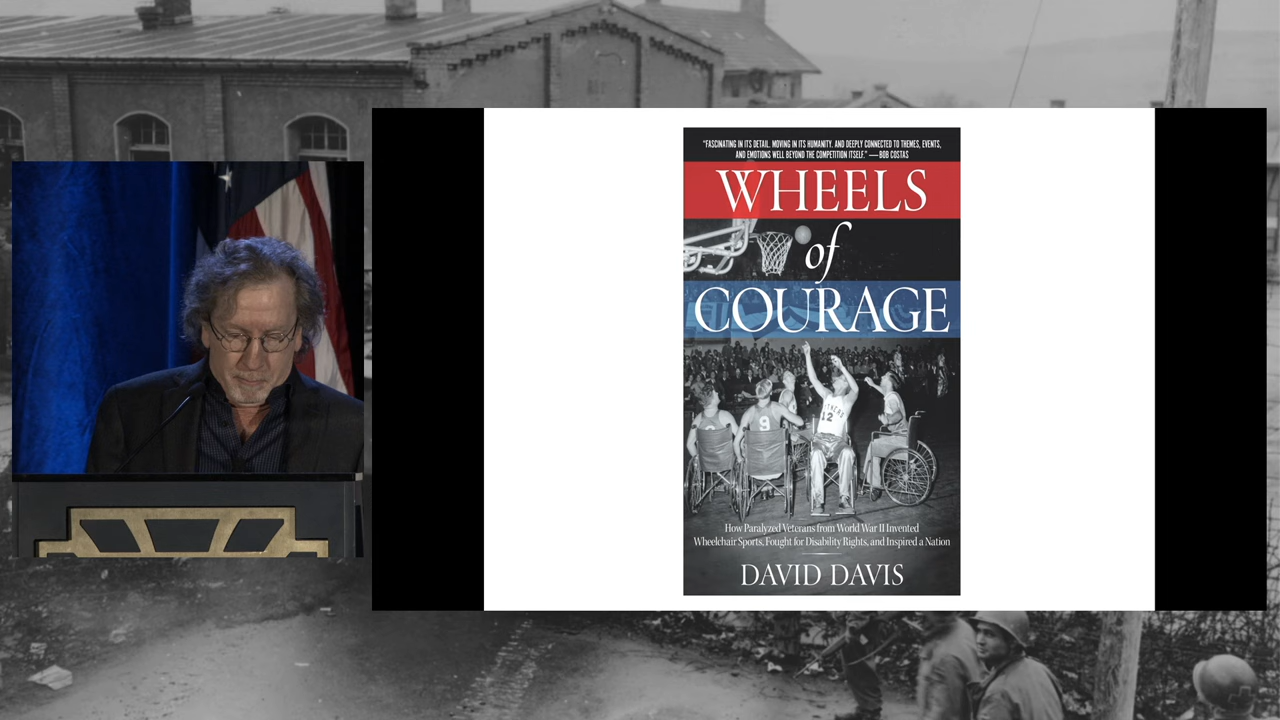 "FASCINATING IN ITS DETAIL, MOVING IN ITS HUMANITY, AND DEEPLY CONNECTED TO THEMES, EVENTS,
AND EMOTIONS WELL BEYOND THE COMPETITION ITSELF." —BOB COSTAS
WHEELS
of
COURAGE
9
12
How Paralyzed Veterans from World War II Invented
Wheelchair Sports, Fought for Disability Rights, and Inspired a Nation
DAVID DAVIS